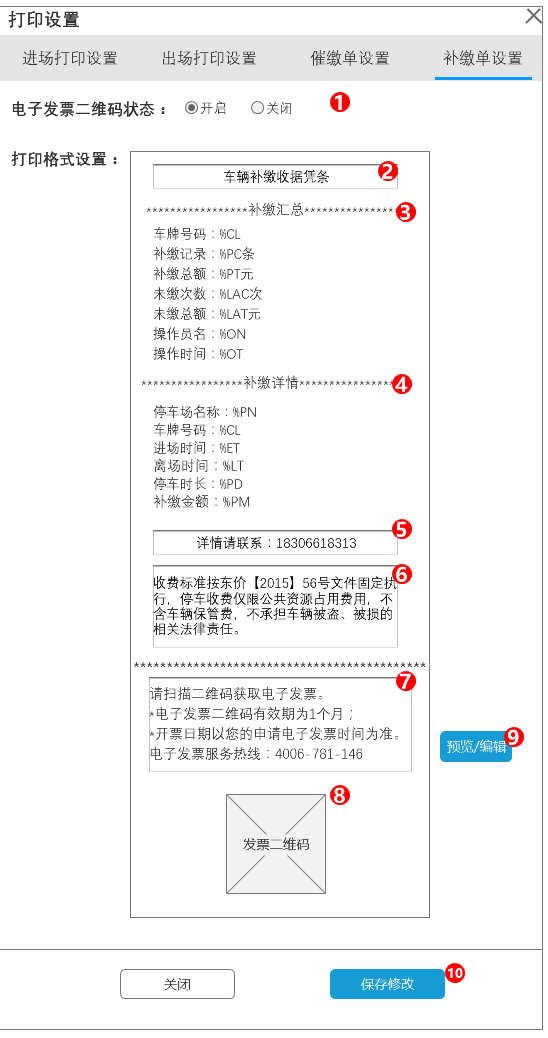 打印设置
进场打印设置 出场打印设置 催缴单设置 补缴单设置
电子发票二维码状态： 开启 关闭 1
打印格式设置：
车辆补缴收据凭条 2
*****************补缴汇总**************** 3
车牌号码：%CL
补缴记录：%PC条
补缴总额：%PT元
未缴次数：%LAC次
未缴总额：%LAT元
操作员名：%ON
操作时间：%OT
*****************补缴详情**************** 4
停车场名称：%PN
车牌号码：%CL
进场时间：%ET
离场时间：%LT
停车时长：%PD
补缴金额：%PM
详情请联系：18306618313 5
收费标准按东价【2015】56号文件固定执 6
行，停车收费仅限公共资源占用费用，不
含车辆保管费，不承担车辆被盗、被损的
相关法律责任。
********************************************
请扫描二维码获取电子发票。 7
*电子发票二维码有效期为1个月；
*开票日期以您的申请电子发票时间为准。
电子发票服务热线：4006-781-146
预览/编辑 9
8
发票二维码
关闭 保存修改 10